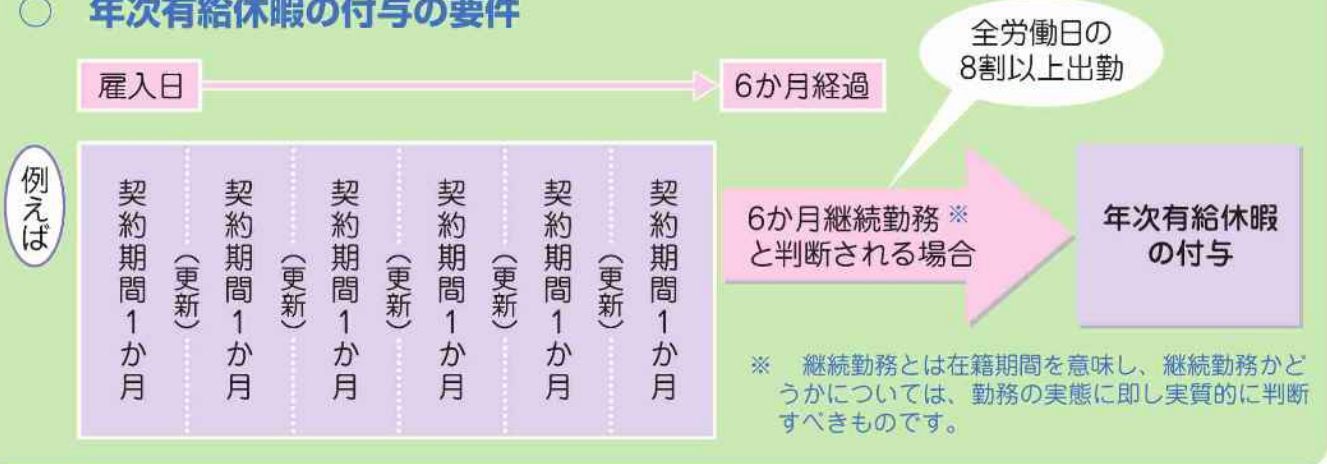 ○ 年次有給休暇の付与の要件
雇入日
6か月経過
全労働日の
8割以上出勤
例えば
契約期間1か月
（更新）
契約期間1か月
（更新）
契約期間1か月
（更新）
契約期間1か月
（更新）
契約期間1か月
（更新）
契約期間1か月
6か月継続勤務※
と判断される場合
年次有給休暇
の付与
※ 継続勤務とは在籍期間を意味し、継続勤務かど
うかについては、勤務の実態に即し実質的に判断
すべきものです。